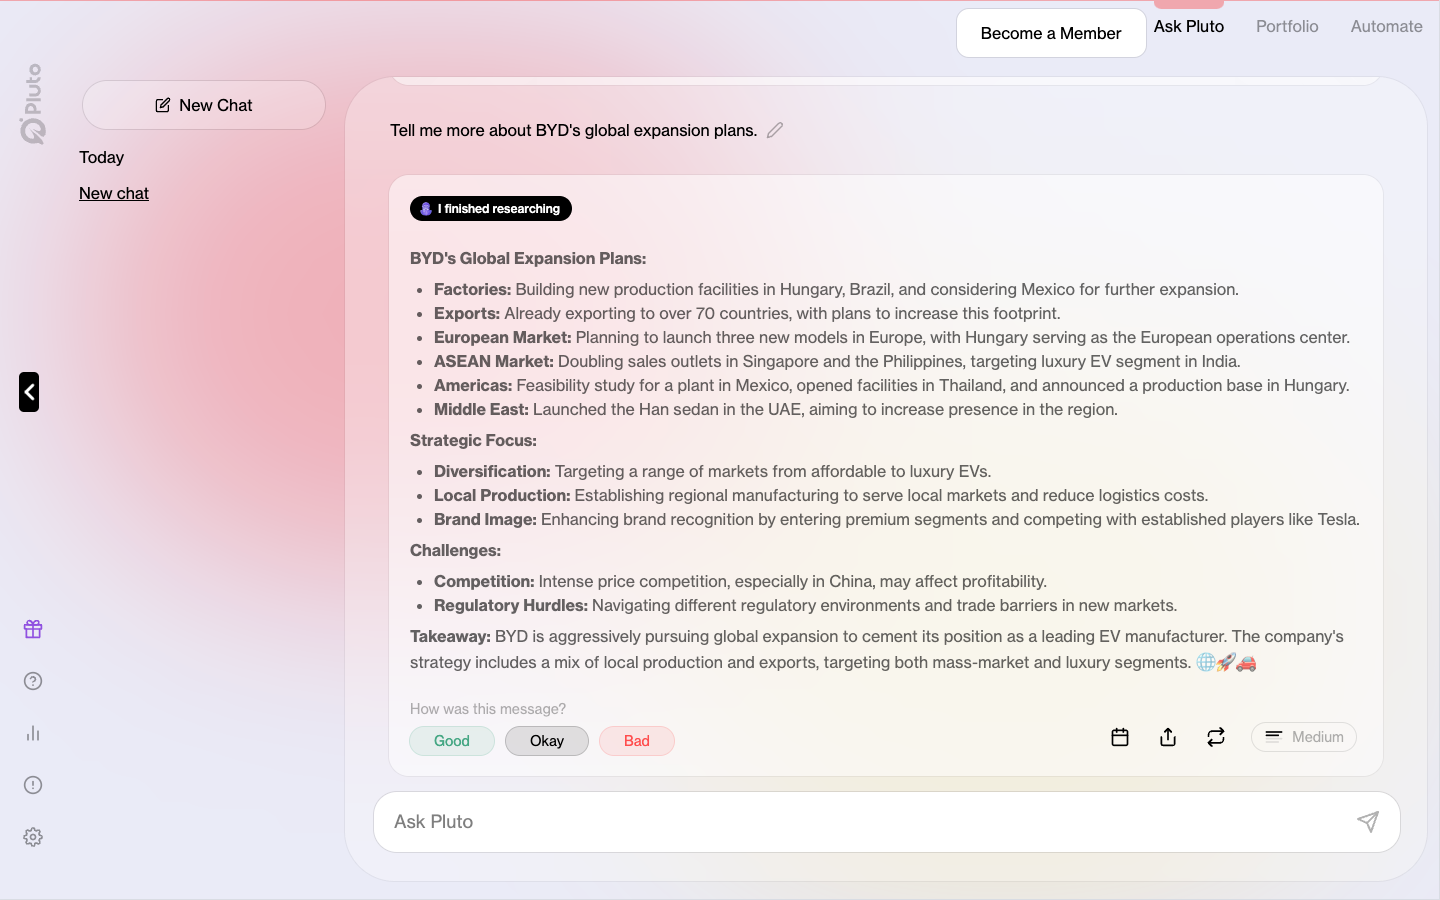 Become a Member
Ask Pluto
Portfolio
Automate
Pluto
New Chat
Today
New chat
Tell me more about BYD's global expansion plans.
I finished researching
BYD's Global Expansion Plans:
• Factories: Building new production facilities in Hungary, Brazil, and considering Mexico for further expansion.
• Exports: Already exporting to over 70 countries, with plans to increase this footprint.
• European Market: Planning to launch three new models in Europe, with Hungary serving as the European operations center.
• ASEAN Market: Doubling sales outlets in Singapore and the Philippines, targeting luxury EV segment in India.
• Americas: Feasibility study for a plant in Mexico, opened facilities in Thailand, and announced a production base in Hungary.
• Middle East: Launched the Han sedan in the UAE, aiming to increase presence in the region.
Strategic Focus:
• Diversification: Targeting a range of markets from affordable to luxury EVs.
• Local Production: Establishing regional manufacturing to serve local markets and reduce logistics costs.
• Brand Image: Enhancing brand recognition by entering premium segments and competing with established players like Tesla.
Challenges:
• Competition: Intense price competition, especially in China, may affect profitability.
• Regulatory Hurdles: Navigating different regulatory environments and trade barriers in new markets.
Takeaway: BYD is aggressively pursuing global expansion to cement its position as a leading EV manufacturer. The company's
strategy includes a mix of local production and exports, targeting both mass-market and luxury segments. 🌐🚀🚗
How was this message?
Good
Okay
Bad
Medium
Ask Pluto